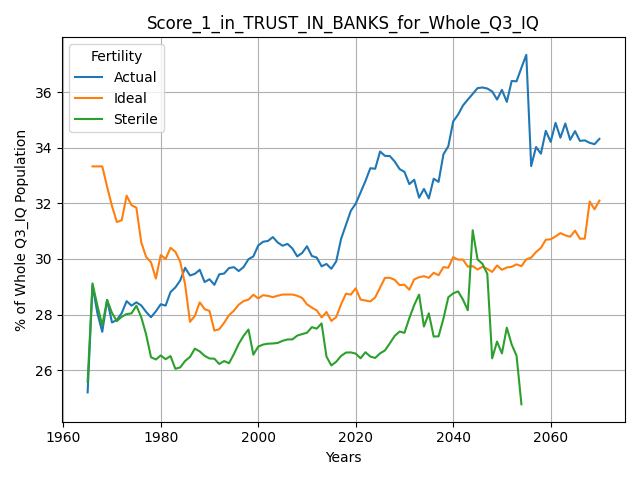 Score_1_in_TRUST_IN_BANKS_for_Whole_Q3_IQ
Fertility
Actual
Ideal
Sterile
% of Whole Q3_IQ Population
36
34
32
30
28
26
1960 1980 2000 2020 2040 2060
Years